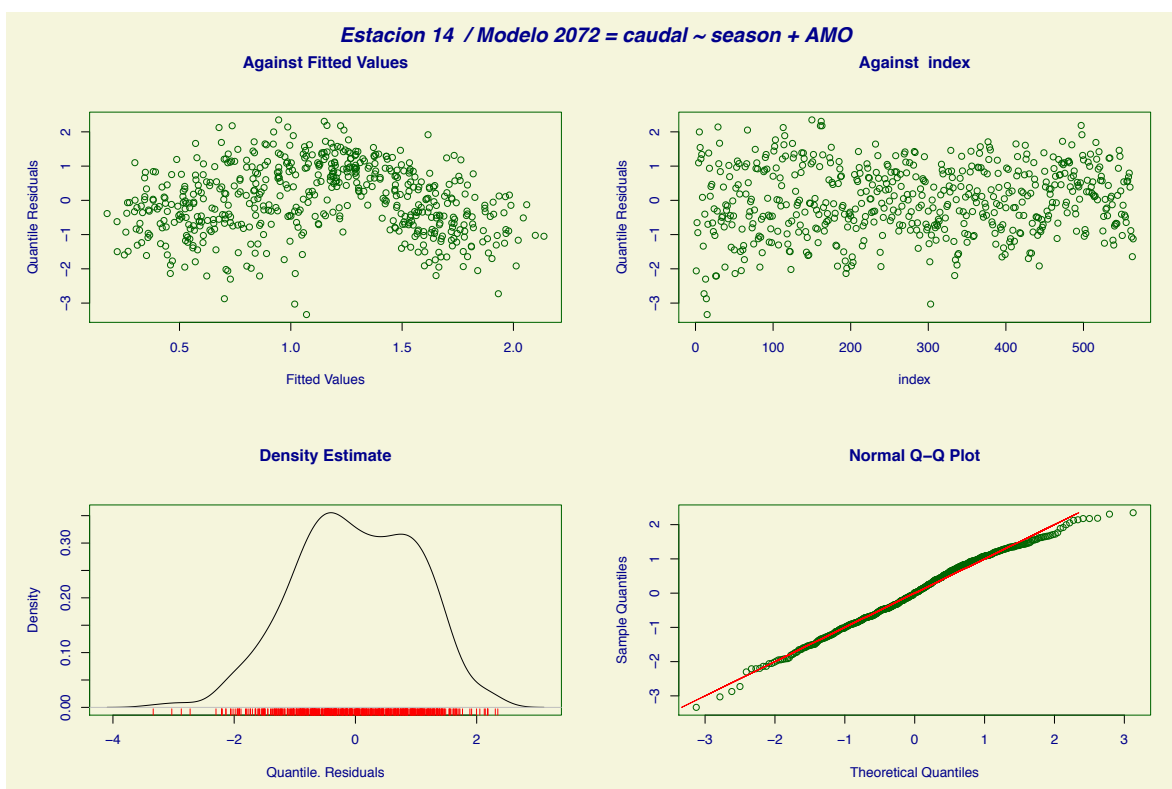 Estacion 14 / Modelo 2072 = caudal ~ season + AMO
Against Fitted Values
Quantile Residuals
2
1
0
−1
−2
−3
0.5 1.0 1.5 2.0
Fitted Values
Against index
Quantile Residuals
2
1
0
−1
−2
−3
0 100 200 300 400 500
index
Density Estimate
Density
0.30
0.20
0.10
0.00
−4 −2 0 2
Quantile. Residuals
Normal Q−Q Plot
Sample Quantiles
2
1
0
−1
−2
−3
−3 −2 −1 0 1 2 3
Theoretical Quantiles